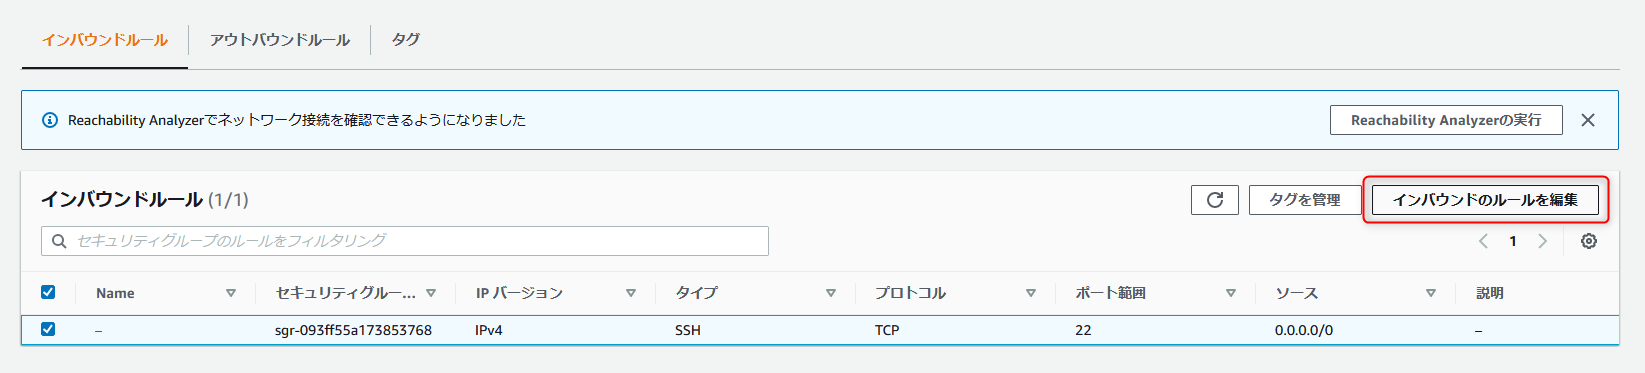 インバウンドルール アウトバウンドルール タグ
Reachability Analyzerでネットワーク接続を確認できるようになりました Reachability Analyzerの実行
インバウンドルール (1/1) タグを管理 インバウンドのルールを編集
セキュリティグループのルールをフィルタリング 1
Name セキュリティグルー... IP バージョン タイプ プロトコル ポート範囲 ソース 説明
– sgr-093ff55a173853768 IPv4 SSH TCP 22 0.0.0.0/0 –